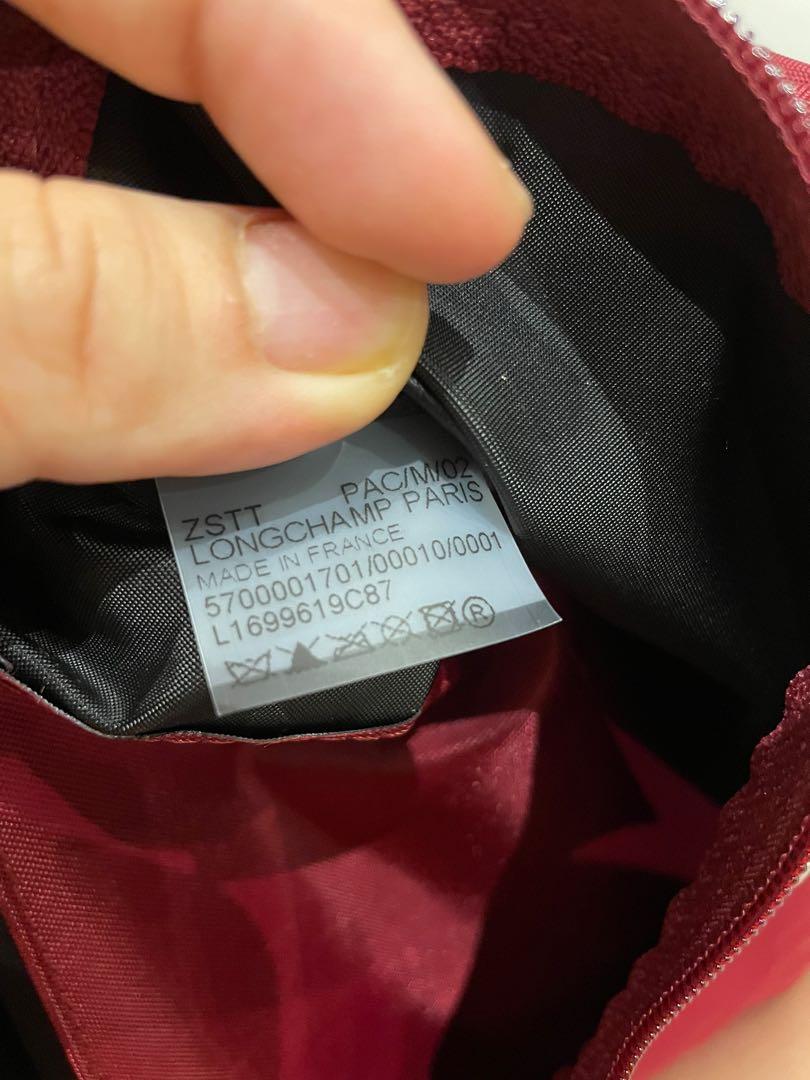 ZSTT PAC/M/02
LONGCHAMP PARIS
MADE IN FRANCE
5700001701/00010/0001
L1699619C87
®